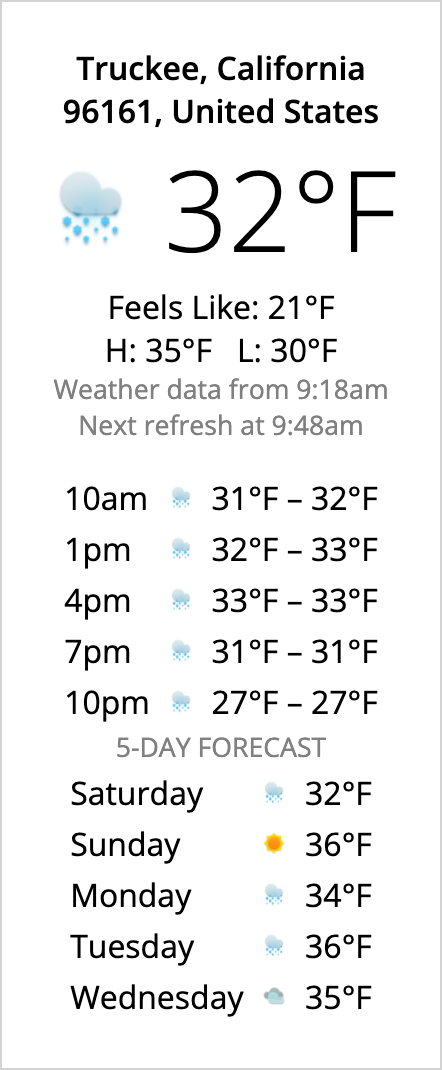 Truckee, California
96161, United States
32°F
Feels Like: 21°F
H: 35°F L: 30°F
Weather data from 9:18am
Next refresh at 9:48am
10am 31°F – 32°F
1pm 32°F – 33°F
4pm 33°F – 33°F
7pm 31°F – 31°F
10pm 27°F – 27°F
5-DAY FORECAST
Saturday 32°F
Sunday 36°F
Monday 34°F
Tuesday 36°F
Wednesday 35°F